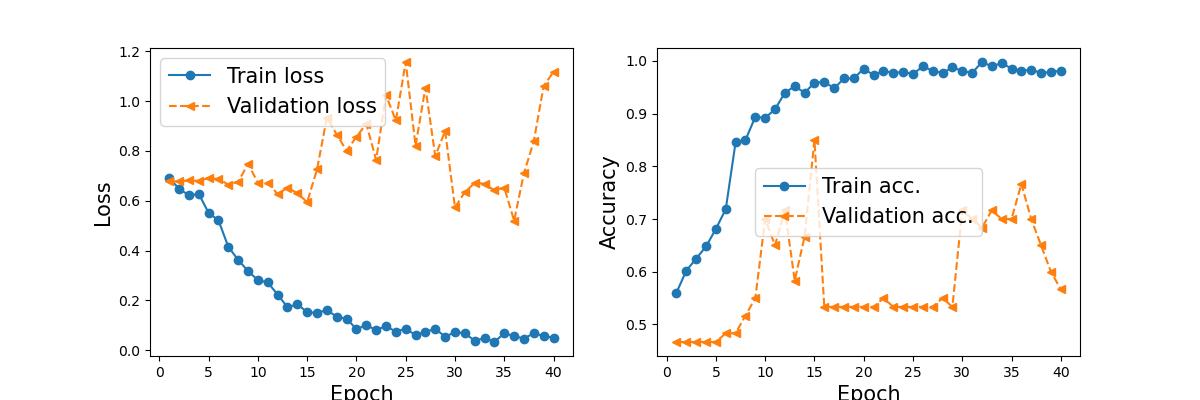 1.2
1.0
0.8
0.6
0.4
0.2
0.0
Loss
Train loss
Validation loss
0 5 10 15 20 25 30 35 40
Epoch
1.0
0.9
0.8
0.7
0.6
0.5
Accuracy
Train acc.
Validation acc.
0 5 10 15 20 25 30 35 40
Epoch